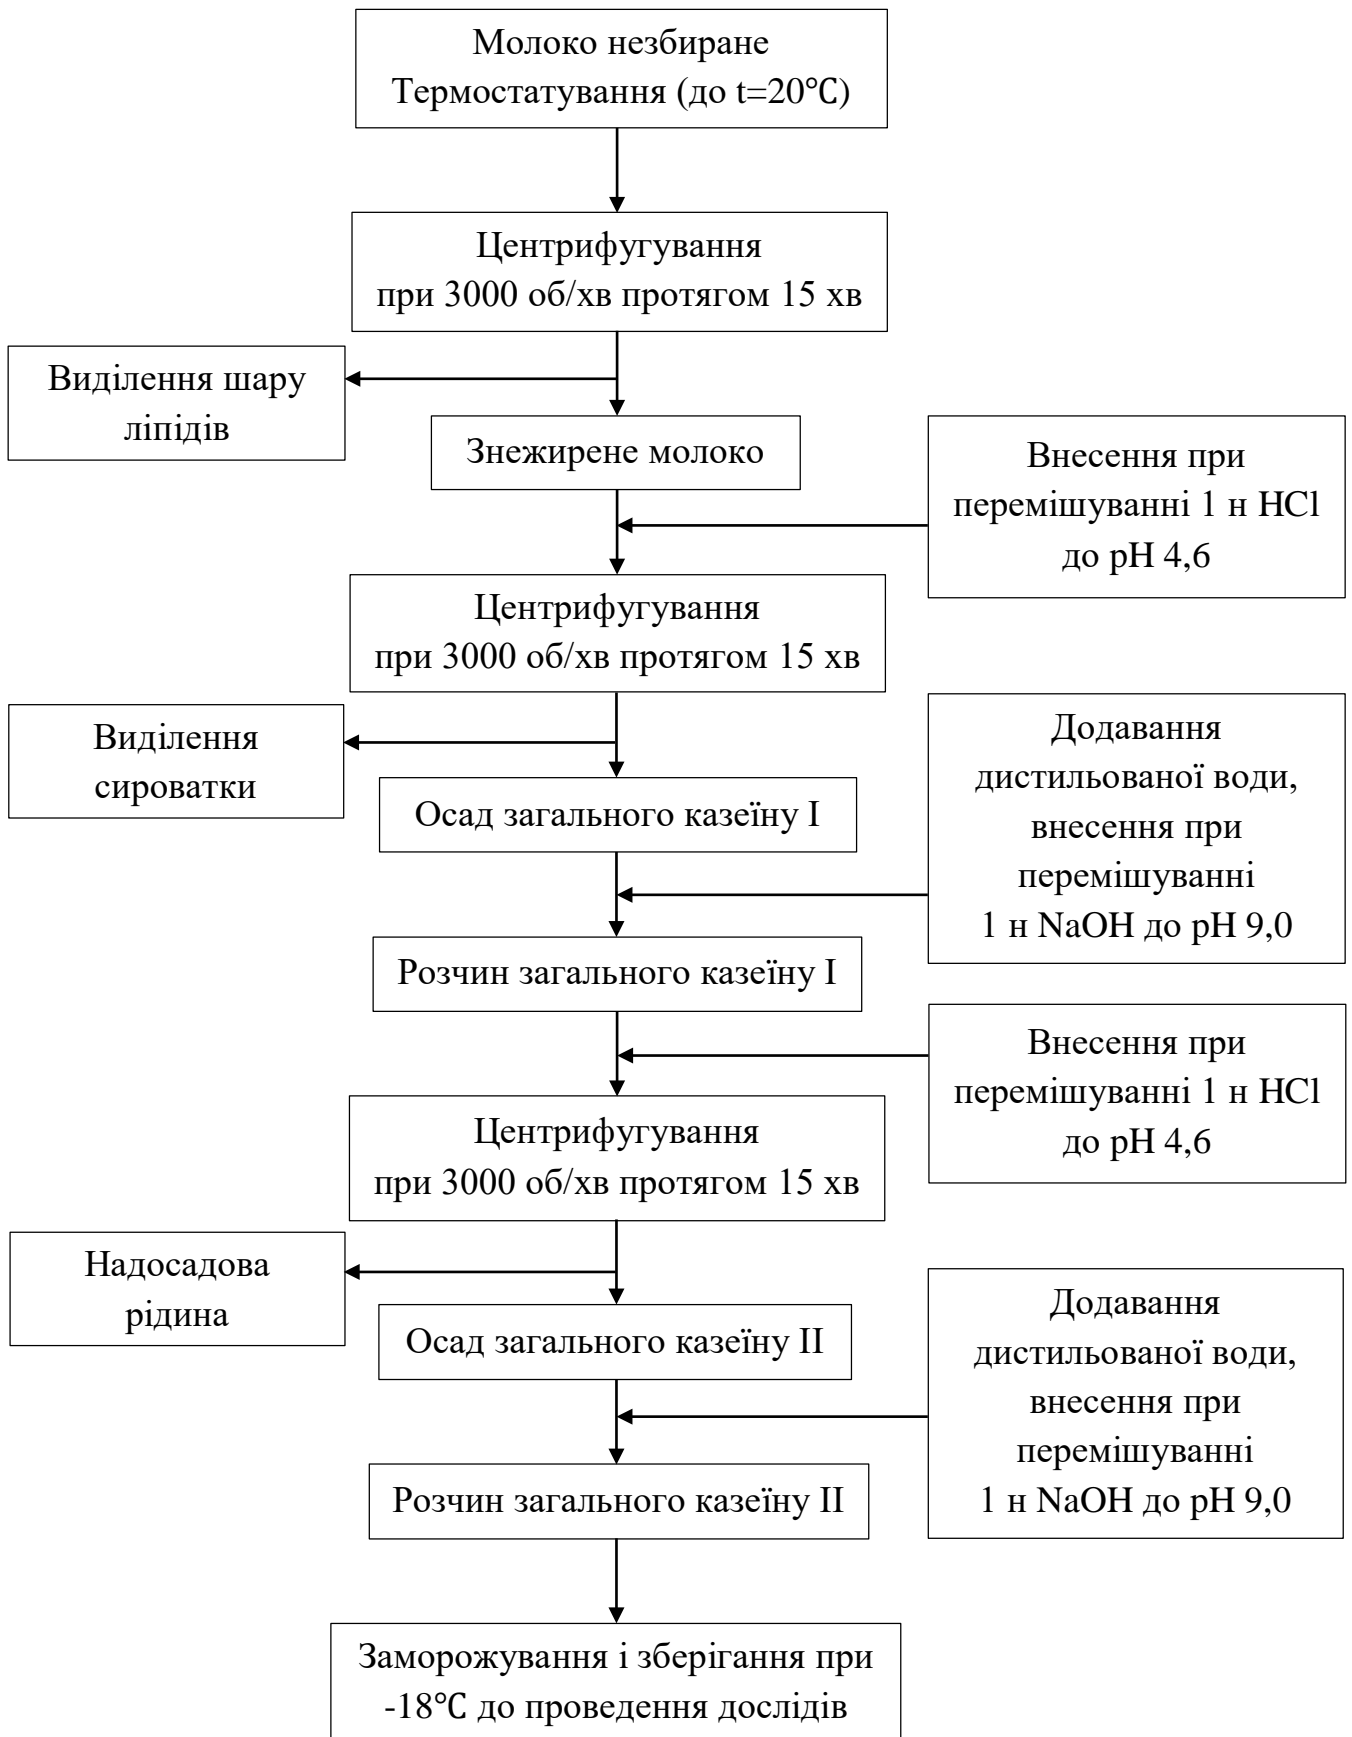 Молоко незбиране
Термостатування (до t=20°C)
Центрифугування
при 3000 об/хв протягом 15 хв
Виділення шару
ліпідів
Знежирене молоко
Внесення при
перемішуванні 1 н HCl
до pH 4,6
Центрифугування
при 3000 об/хв протягом 15 хв
Виділення
сироватки
Осад загального казеїну I
Додавання
дистильованої води,
внесення при
перемішуванні
1 н NaOH до pH 9,0
Розчин загального казеїну I
Внесення при
перемішуванні 1 н HCl
до pH 4,6
Центрифугування
при 3000 об/хв протягом 15 хв
Надосадова
рідина
Осад загального казеїну II
Додавання
дистильованої води,
внесення при
перемішуванні
1 н NaOH до pH 9,0
Розчин загального казеїну II
Заморожування і зберігання при
-18°C до проведення дослідів